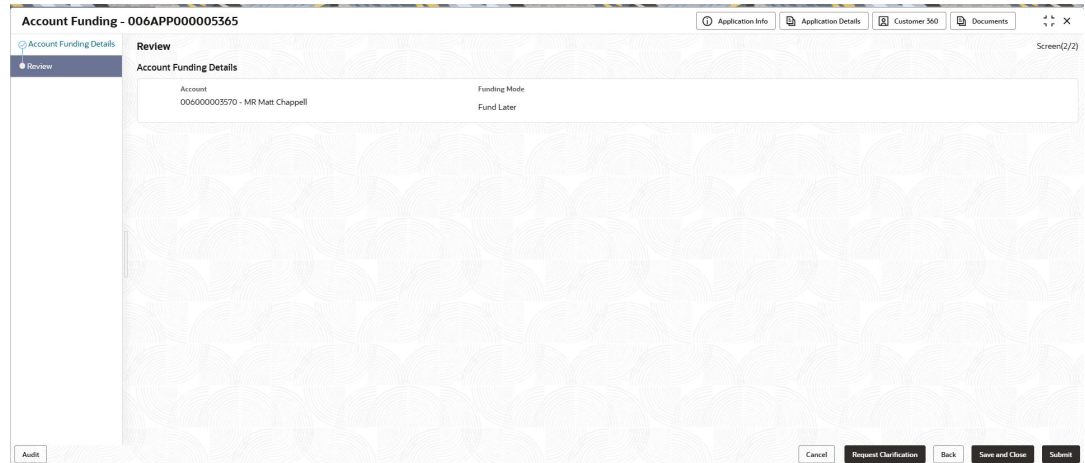 Account Funding - 006APP000005365
Application Info
Application Details
Customer 360
Documents
Account Funding Details
Review
Review
Screen(2/2)
Account Funding Details
Account
Funding Mode
006000003570 - MR Matt Chappell
Fund Later
Audit
Cancel
Request Clarification
Back
Save and Close
Submit